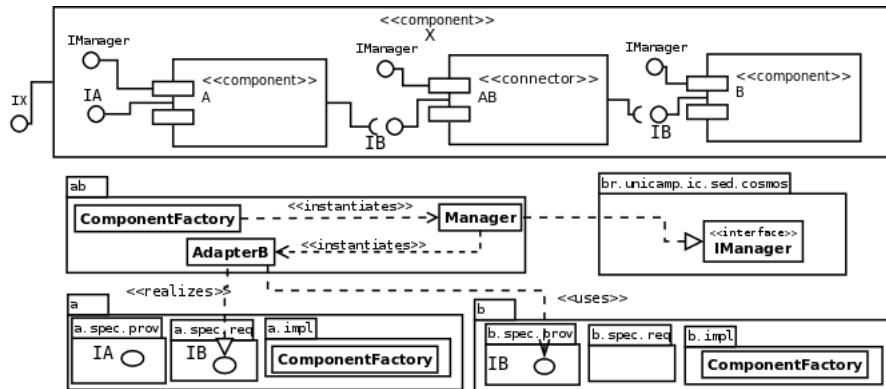 <<component>>
X
IManager
IManager
IManager
<<component>>
A
<<connector>>
AB
<<component>>
B
IX
IA
IB
IB
ab
<<instantiates>>
ComponentFactory
Manager
<<instantiates>>
AdapterB
br.unicamp.ic.sed.cosmos
<<interface>>
IManager
<<realizes>>
<<uses>>
a
a.spec.prov
IA
a.spec.req
IB
a.impl
ComponentFactory
b
b.spec.prov
IB
b.spec.req
b.impl
ComponentFactory